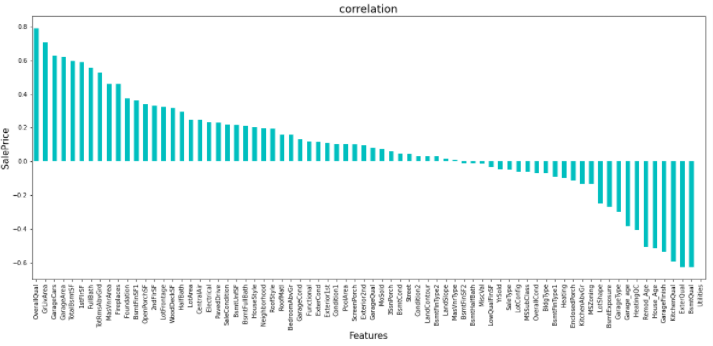 correlation
SalePrice
0.8
0.6
0.4
0.2
0.0
−0.2
−0.4
−0.6
OverallQual
GrLivArea
GarageCars
GarageArea
TotalBsmtSF
1stFlrSF
FullBath
TotRmsAbvGrd
MasVnrArea
Fireplaces
Foundation
BsmtFinSF1
OpenPorchSF
2ndFlrSF
LotFrontage
WoodDeckSF
HalfBath
LotArea
CentralAir
Electrical
PavedDrive
SaleCondition
BsmtUnfSF
BsmtFullBath
HouseStyle
Neighborhood
RoofStyle
RoofMatl
BedroomAbvGr
GarageCond
Functional
ExterCond
Exterior1st
Condition1
PoolArea
ScreenPorch
Exterior2nd
GarageQual
MoSold
3SsnPorch
BsmtCond
Street
Condition2
LandContour
BsmtFinType2
LandSlope
MasVnrType
BsmtFinSF2
BsmtHalfBath
MiscVal
LowQualFinSF
YrSold
SaleType
LotConfig
MSSubClass
OverallCond
BldgType
BsmtFinType1
Heating
EnclosedPorch
KitchenAbvGr
MSZoning
LotShape
BsmtExposure
GarageType
Garage_age
HeatingQC
Remod_Age
House_Age
GarageFinish
KitchenQual
ExterQual
BsmtQual
Utilities
Features